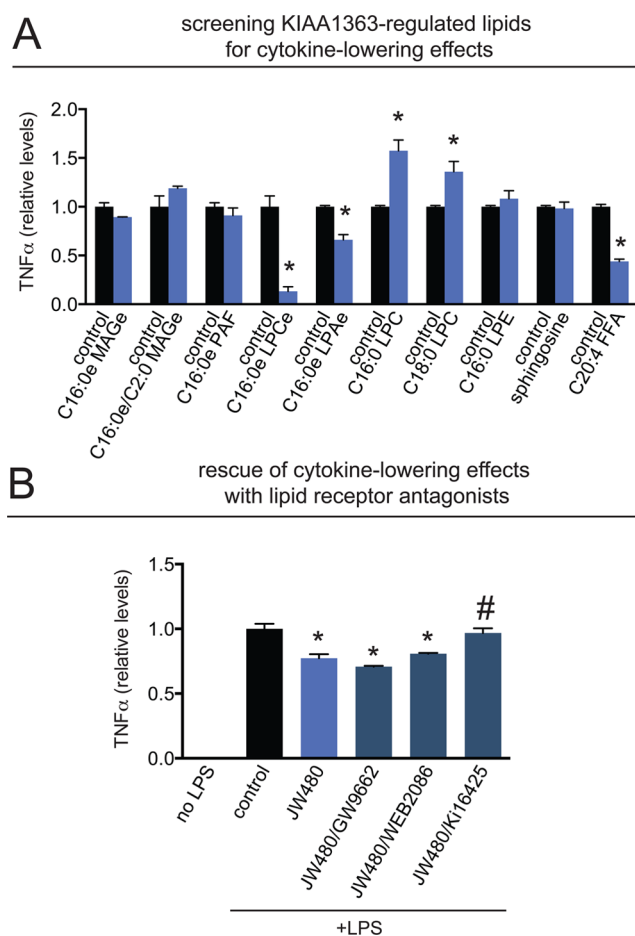 A
screening KIAA1363-regulated lipids
for cytokine-lowering effects
TNFα (relative levels)
2.0
1.5
1.0
0.5
0.0
* * * * *
control
C16:0e MAGe
control
C16:0e/C2:0 MAGe
control
C16:0e PAF
control
C16:0e LPCe
control
C16:0e LPAe
control
C16:0 LPC
control
C18:0 LPC
control
C16:0 LPE
control
sphingosine
control
C20:4 FFA
B
rescue of cytokine-lowering effects
with lipid receptor antagonists
TNFα (relative levels)
1.5
1.0
0.5
0.0
* * * #
no LPS
control
JW480
JW480/GW9662
JW480/WEB2086
JW480/Ki16425
+LPS